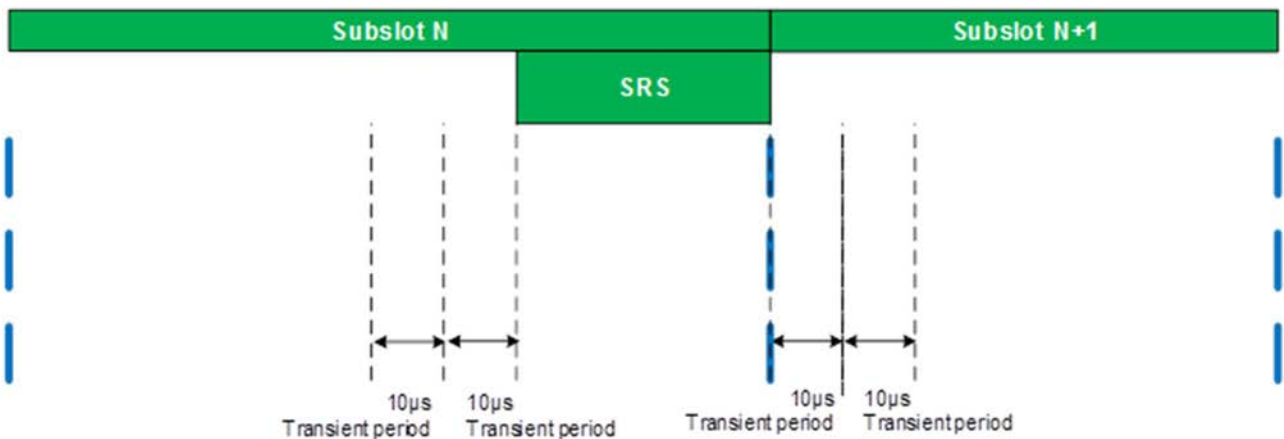 Subslot N
Subslot N+1
SRS
10µs
Transient period
10µs
Transient period
10µs
Transient period
10µs
Transient period